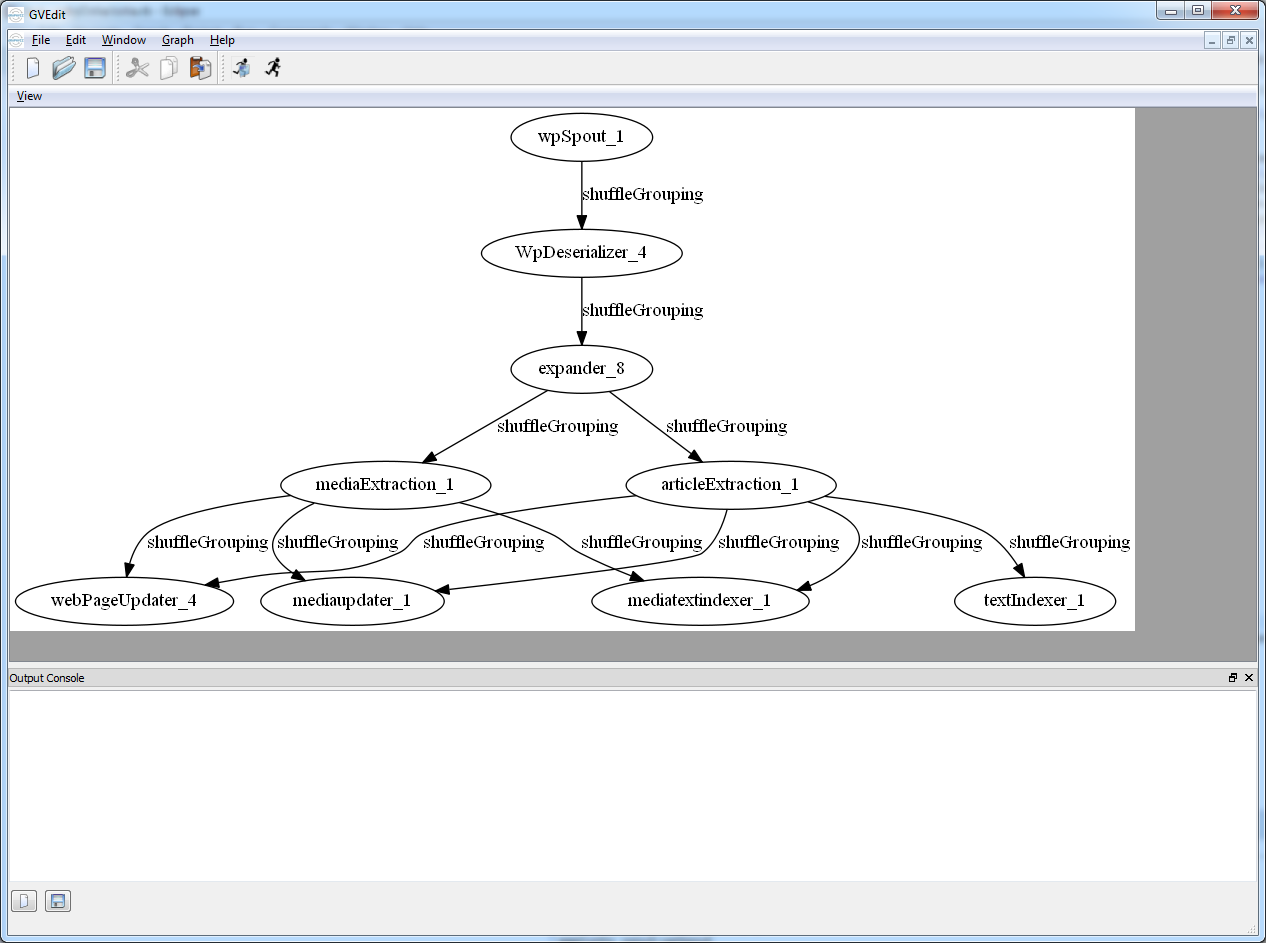 GVEdit
File Edit Window Graph Help
View
wpSpout_1
shuffleGrouping
WpDeserializer_4
shuffleGrouping
expander_8
shuffleGrouping shuffleGrouping
mediaExtraction_1 articleExtraction_1
shuffleGrouping shuffleGrouping shuffleGrouping shuffleGrouping shuffleGrouping shuffleGrouping shuffleGrouping
webPageUpdater_4 mediaupdater_1 mediatextindexer_1 textIndexer_1
Output Console